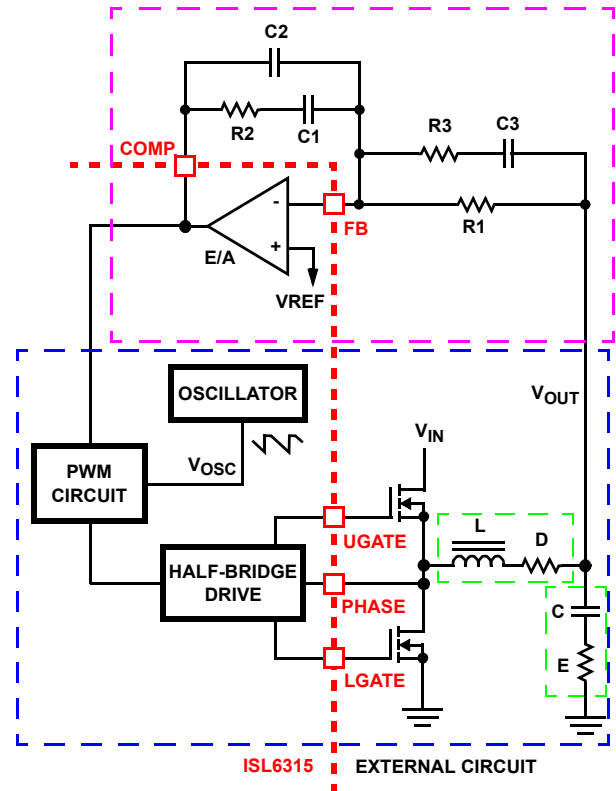 C2
R2
C1
R3
C3
COMP
-
+
E/A
FB
R1
VREF
OSCILLATOR
VOUT
PWM
CIRCUIT
VOSC
VIN
UGATE
L
D
HALF-BRIDGE
DRIVE
PHASE
C
E
LGATE
ISL6315
EXTERNAL CIRCUIT